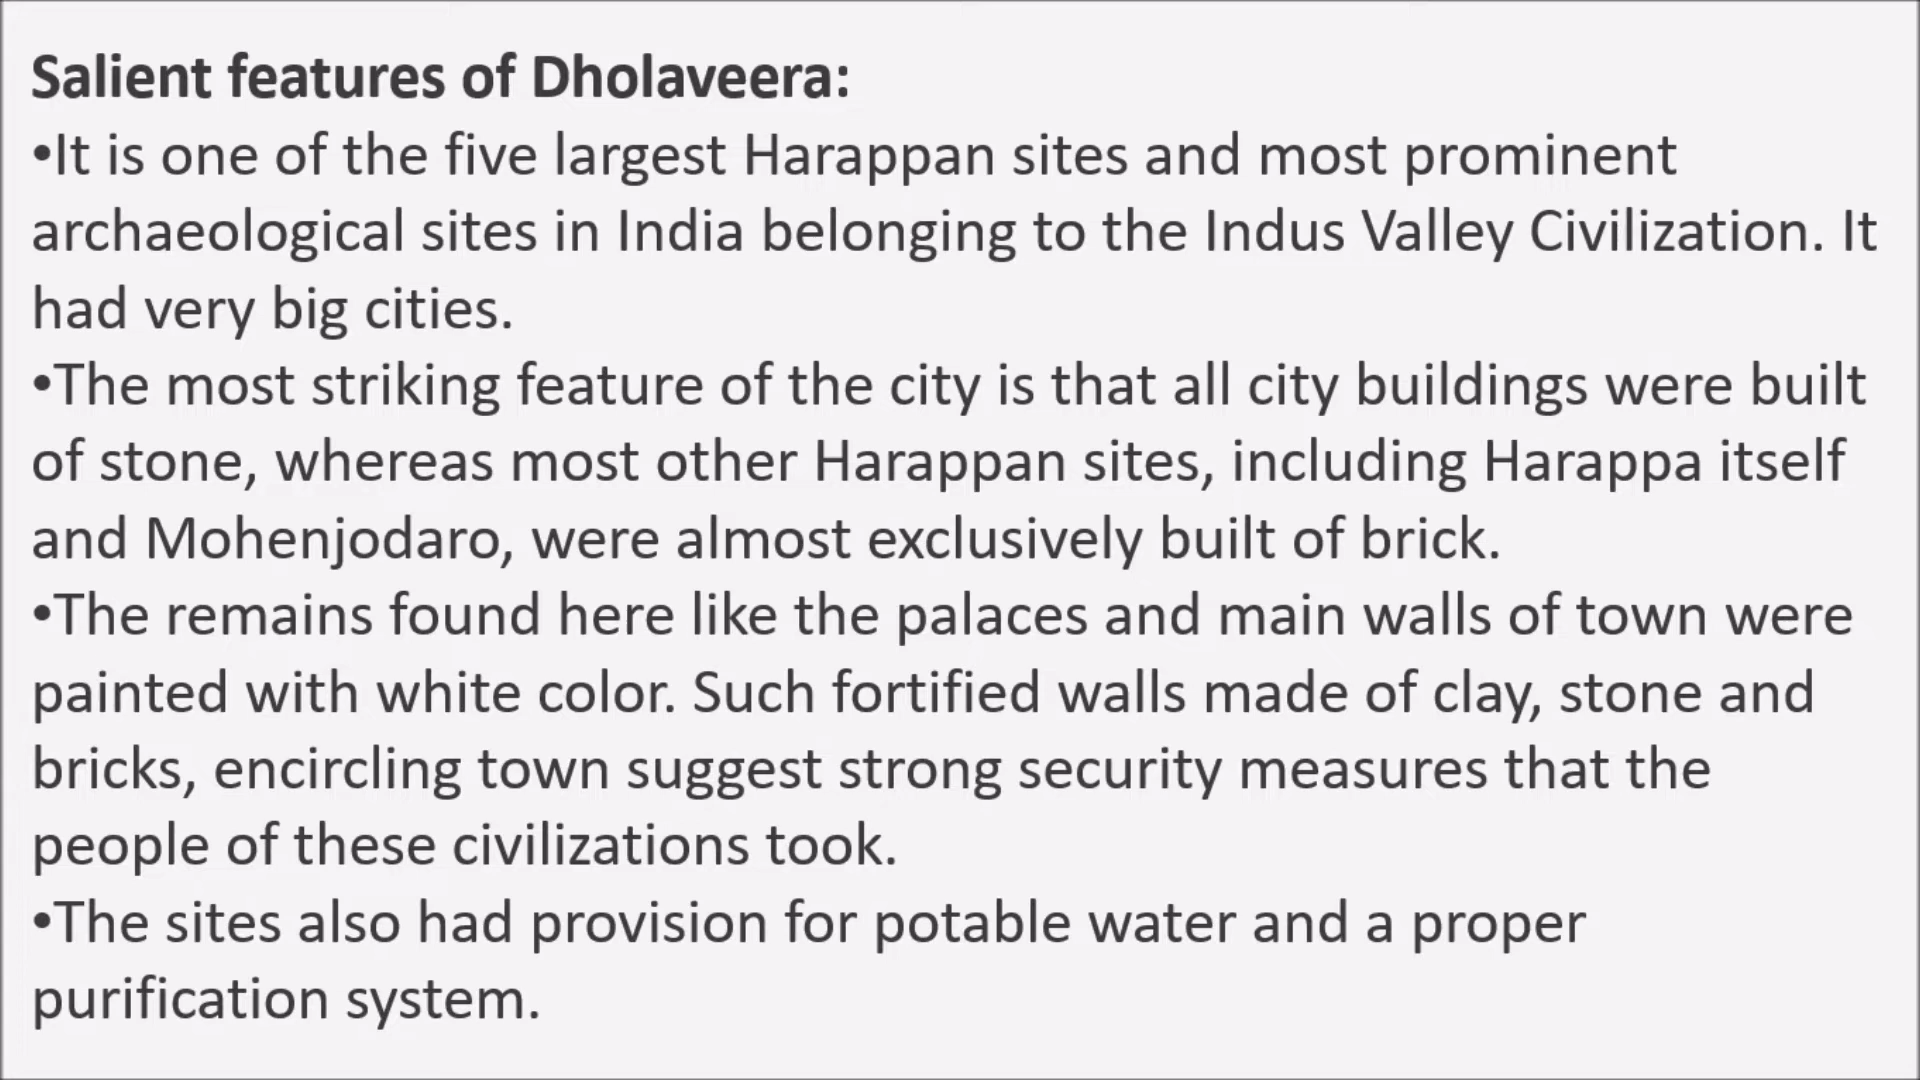 Salient features of Dholaveera:
•It is one of the five largest Harappan sites and most prominent
archaeological sites in India belonging to the Indus Valley Civilization. It
had very big cities.
•The most striking feature of the city is that all city buildings were built
of stone, whereas most other Harappan sites, including Harappa itself
and Mohenjodaro, were almost exclusively built of brick.
•The remains found here like the palaces and main walls of town were
painted with white color. Such fortified walls made of clay, stone and
bricks, encircling town suggest strong security measures that the
people of these civilizations took.
•The sites also had provision for potable water and a proper
purification system.